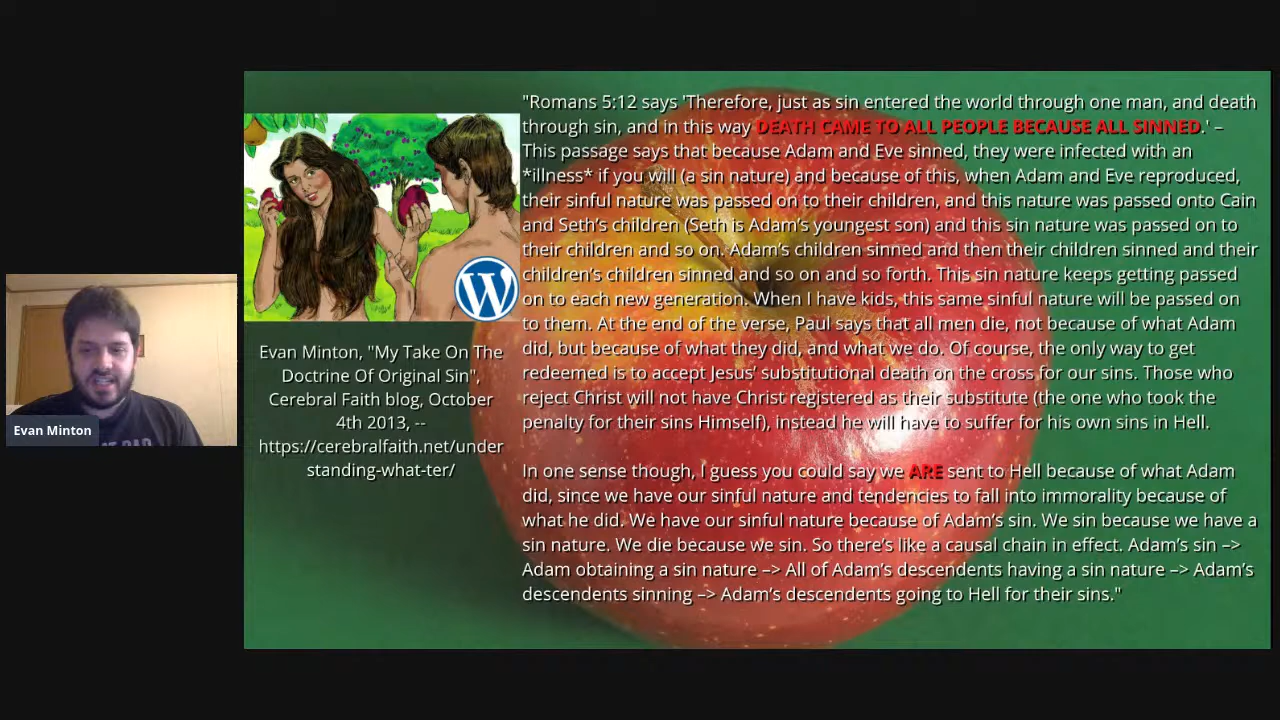 "Romans 5:12 says 'Therefore, just as sin entered the world through one man, and death
through sin, and in this way DEATH CAME TO ALL PEOPLE BECAUSE ALL SINNED.' –
This passage says that because Adam and Eve sinned, they were infected with an
*illness* if you will (a sin nature) and because of this, when Adam and Eve reproduced,
their sinful nature was passed on to their children, and this nature was passed onto Cain
and Seth's children (Seth is Adam's youngest son) and this sin nature was passed on to
their children and so on. Adam's children sinned and then their children sinned and their
children's children sinned and so on and so forth. This sin nature keeps getting passed
on to each new generation. When I have kids, this same sinful nature will be passed on
to them. At the end of the verse, Paul says that all men die, not because of what Adam
did, but because of what they did, and what we do. Of course, the only way to get
redeemed is to accept Jesus' substitutional death on the cross for our sins. Those who
reject Christ will not have Christ registered as their substitute (the one who took the
penalty for their sins Himself), instead he will have to suffer for his own sins in Hell.
In one sense though, I guess you could say we ARE sent to Hell because of what Adam
did, since we have our sinful nature and tendencies to fall into immorality because of
what he did. We have our sinful nature because of Adam's sin. We sin because we have a
sin nature. We die because we sin. So there's like a causal chain in effect. Adam's sin –>
Adam obtaining a sin nature –> All of Adam's descendents having a sin nature –> Adam's
descendents sinning –> Adam's descendents going to Hell for their sins."
Evan Minton, "My Take On The
Doctrine Of Original Sin",
Cerebral Faith blog, October
4th 2013, --
https://cerebralfaith.net/under
standing-what-ter/
Evan Minton